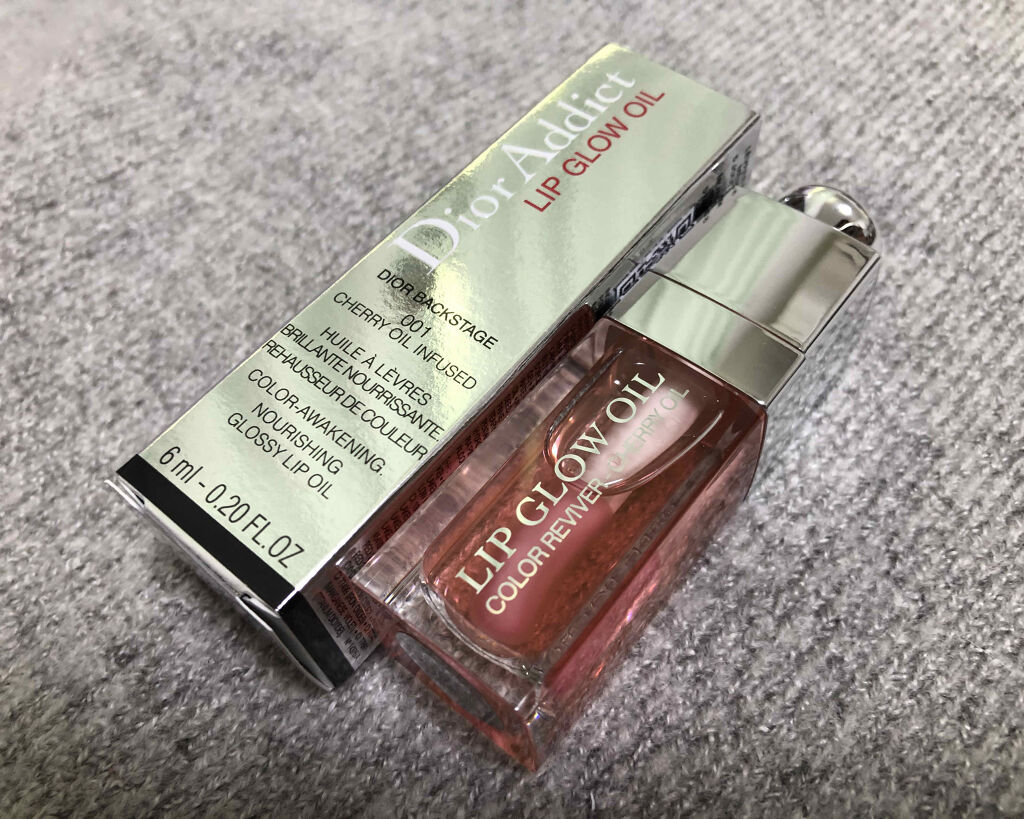 Dior Addict
LIP GLOW OIL
DIOR BACKSTAGE
001
CHERRY OIL INFUSED
HUILE À LÈVRES
BRILLANTE NOURRISSANTE,
REHAUSSEUR DE COULEUR
COLOR-AWAKENING,
NOURISHING
GLOSSY LIP OIL
6 ml - 0.20 FL.OZ
LIP GLOW OIL
COLOR REVIVER OIL